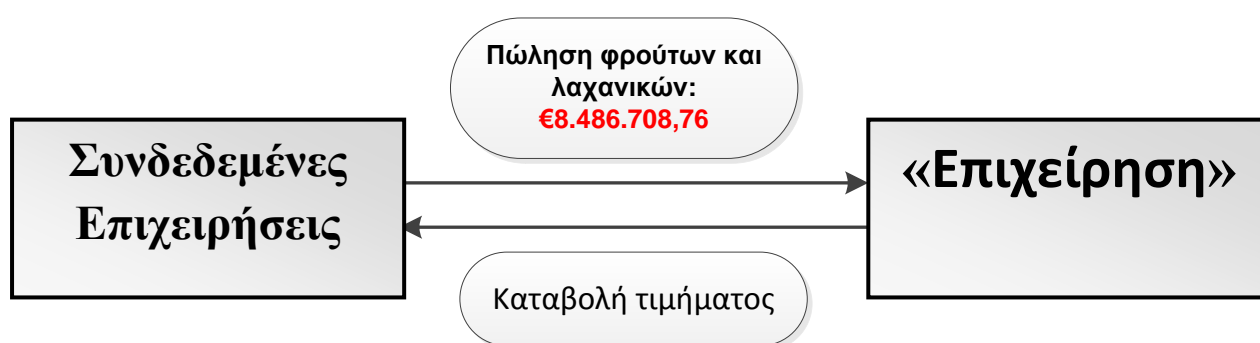 Πώληση φρούτων και
λαχανικών:
€8.486.708,76
Συνδεδεμένες
Επιχειρήσεις
«Επιχείρηση»
Καταβολή τιμήματος